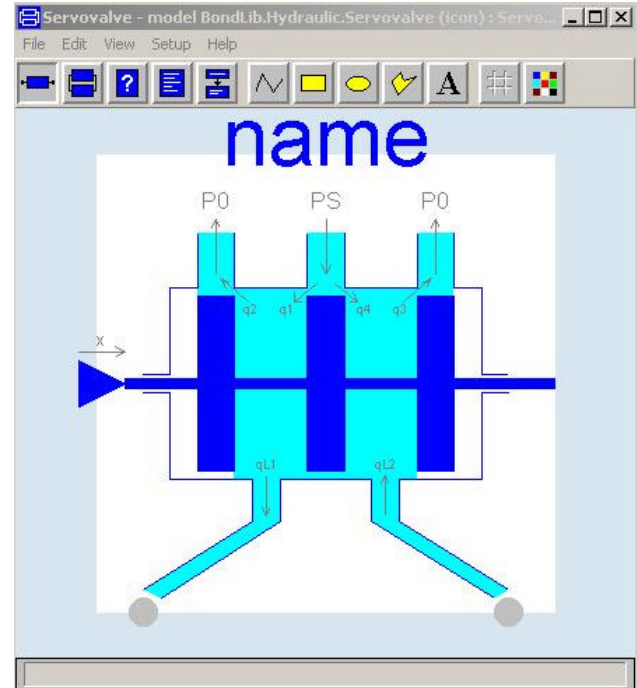 Servovalve - model BondLib.Hydraulic.Servovalve (icon) : Servo...
File Edit View Setup Help
? A
name
P0 PS P0
q2 q1 q4 q3
x
qL1 qL2